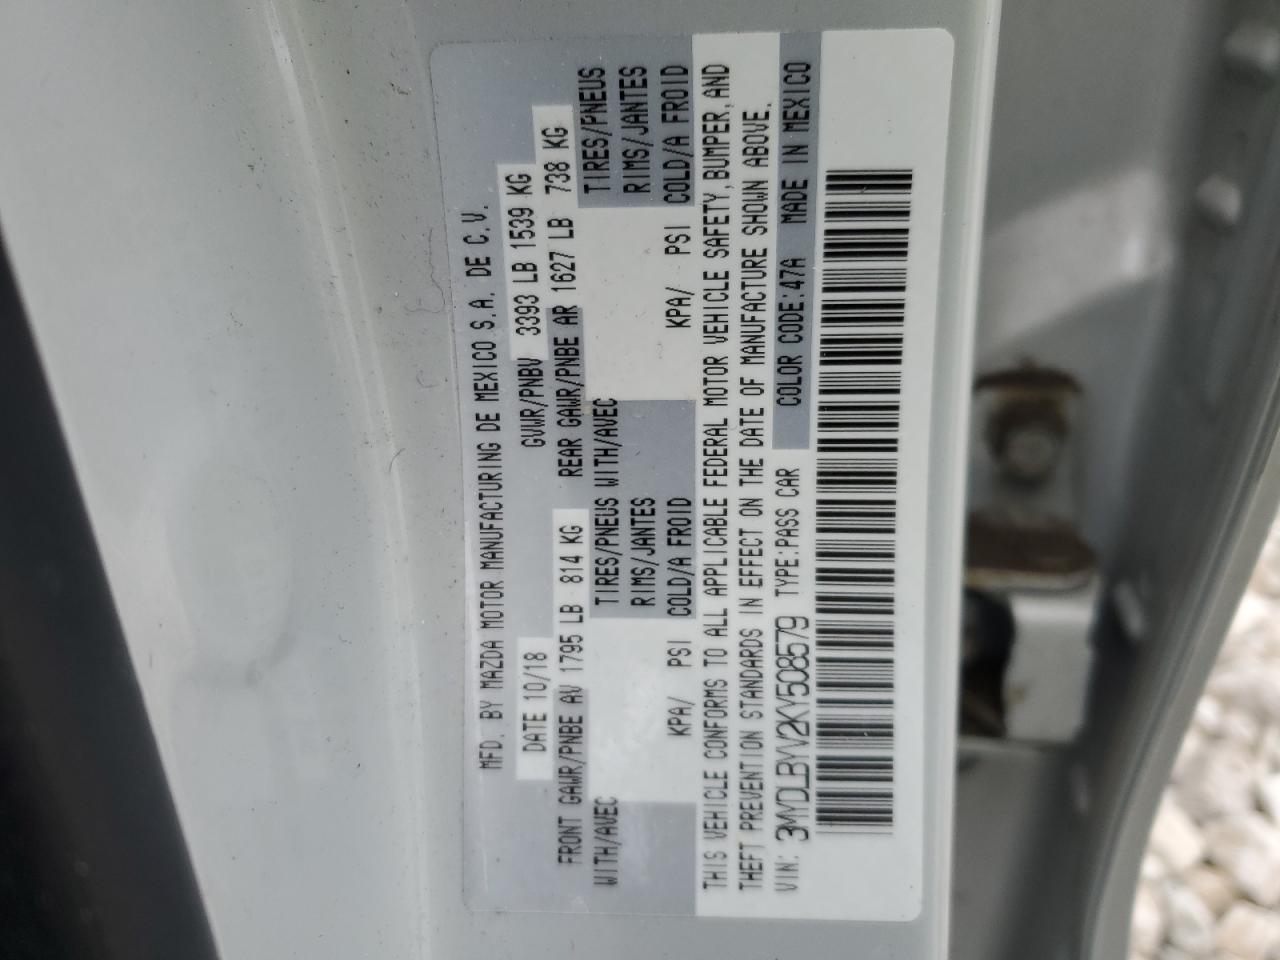 MFD. BY MAZDA MOTOR MANUFACTURING DE MEXICO S.A. DE C.V.
DATE 10/18 GVWR/PNBV 3393 LB 1539 KG
FRONT GAWR/PNBE AV 1795 LB 814 KG REAR GAWR/PNBE AR 1627 LB 738 KG
WITH/AVEC TIRES/PNEUS WITH/AVEC TIRES/PNEUS
RIMS/JANTES RIMS/JANTES
KPA/ PSI COLD/A FROID KPA/ PSI COLD/A FROID
THIS VEHICLE CONFORMS TO ALL APPLICABLE FEDERAL MOTOR VEHICLE SAFETY, BUMPER, AND
THEFT PREVENTION STANDARDS IN EFFECT ON THE DATE OF MANUFACTURE SHOWN ABOVE.
VIN: 3MYDLBYV2KY508579 TYPE:PASS CAR COLOR CODE:47A MADE IN MEXICO